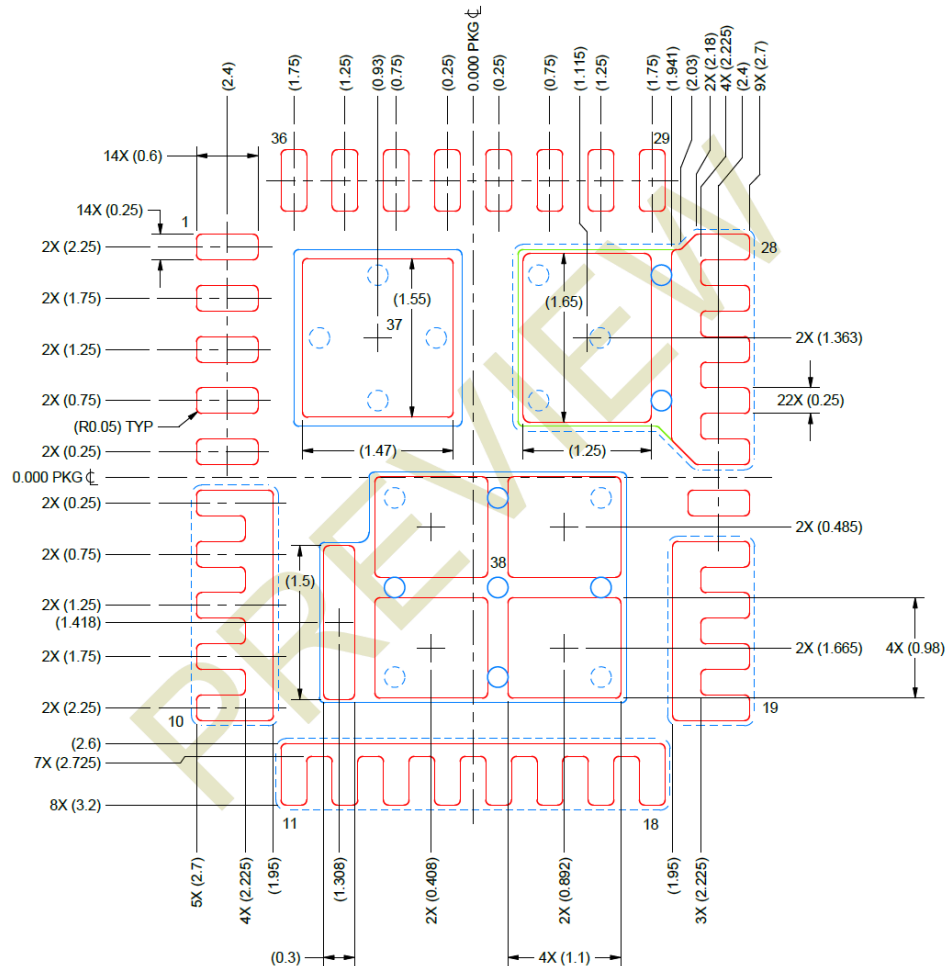 (2.4)
(1.75)
(1.25)
(0.93)
(0.75)
(0.25)
0.000 PKG ℄
(0.25)
(0.75)
(1.115)
(1.25)
(1.75)
(1.941)
(2.03)
2X (2.18)
4X (2.225)
(2.4)
9X (2.7)
36
29
14X (0.6)
14X (0.25)
1
28
2X (2.25)
2X (1.75)
2X (1.25)
2X (0.75)
(R0.05) TYP
2X (0.25)
0.000 PKG ℄
(1.55)
37
(1.47)
(1.65)
(1.25)
2X (1.363)
22X (0.25)
2X (0.25)
2X (0.75)
2X (1.25)
(1.418)
2X (1.75)
2X (2.25)
10
(1.5)
38
2X (0.485)
2X (1.665)
4X (0.98)
19
(2.6)
7X (2.725)
8X (3.2)
11
18
5X (2.7)
4X (2.225)
(1.95)
(1.308)
2X (0.408)
2X (0.892)
(1.95)
3X (2.225)
(0.3)
4X (1.1)
PREVIEW